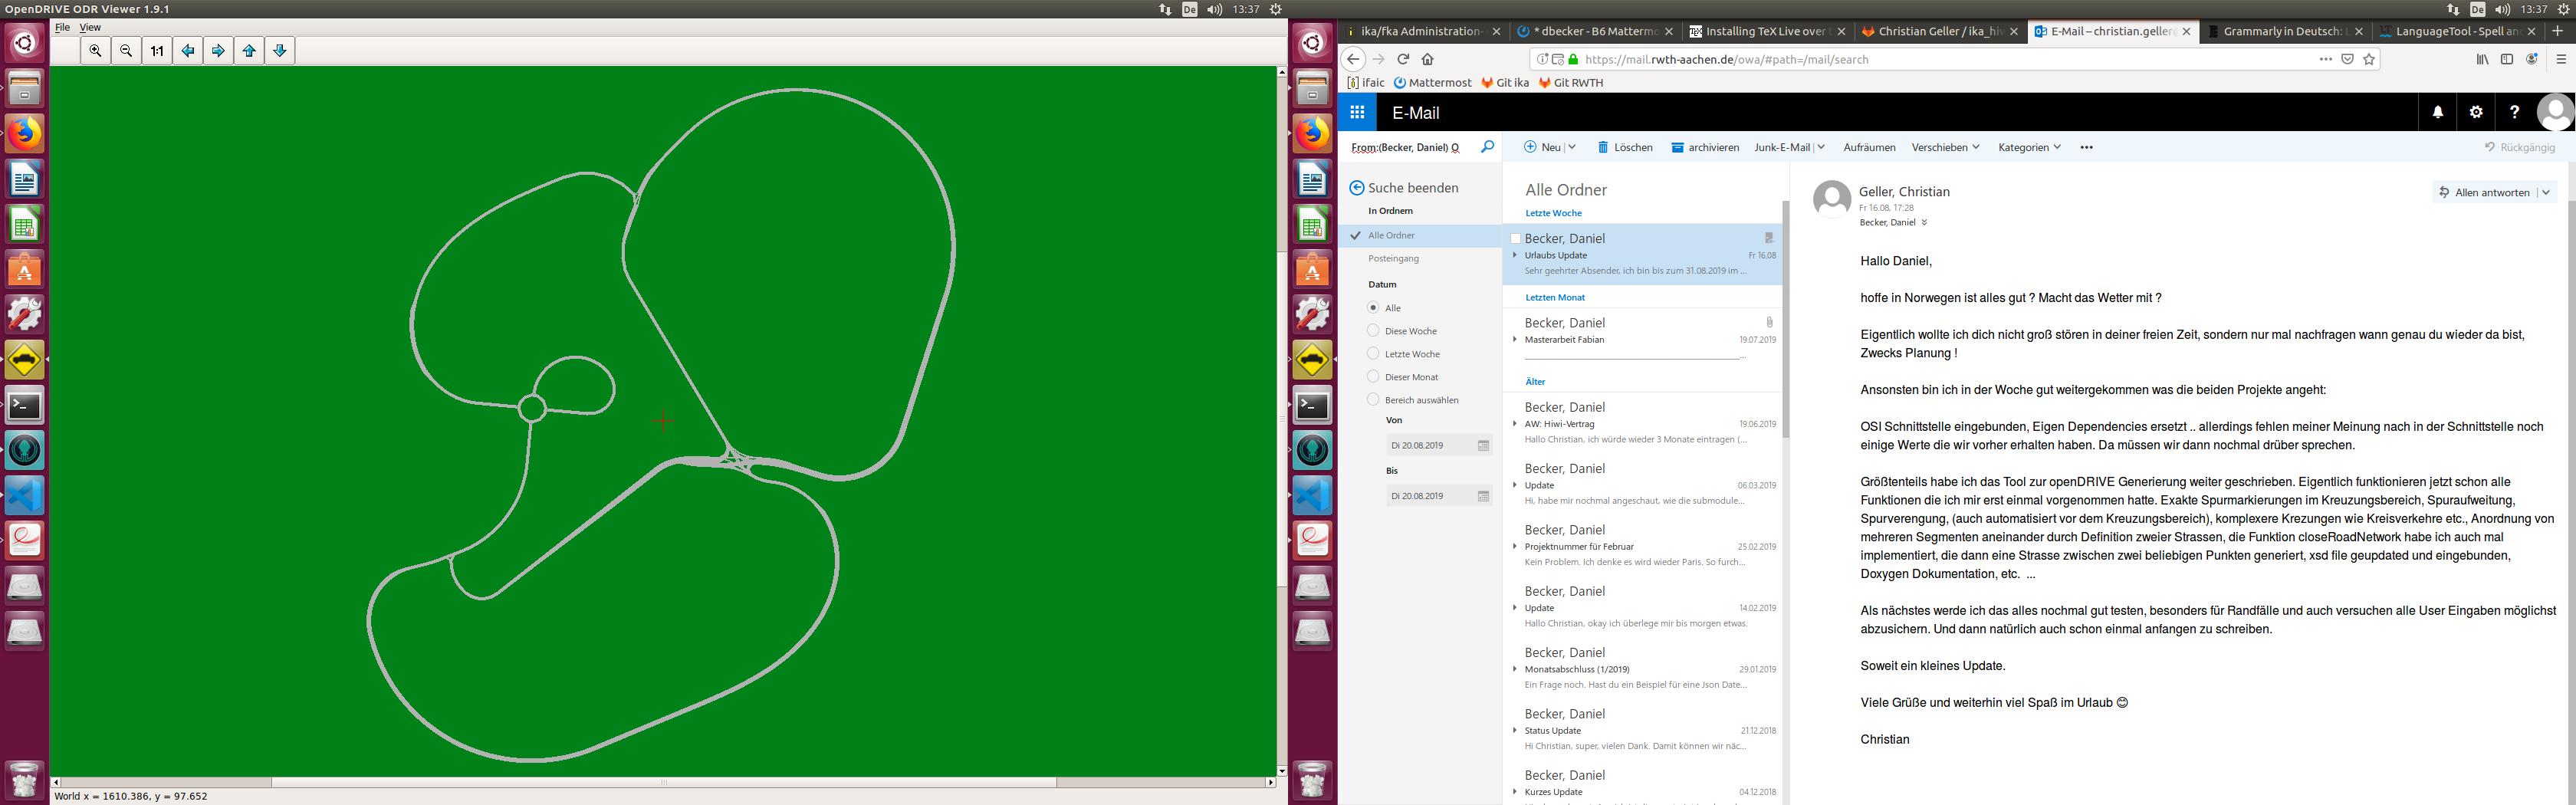 OpenDRIVE ODR Viewer 1.9.1
De
13:37
File View
1:1
World x = 1610.386, y = 97.652
De
13:37
ika/fka Administration-
* dbecker - B6 Mattermo
Installing TeX Live over t
Christian Geller / ika_hiv
E-Mail – christian.geller@
Grammarly in Deutsch: L
LanguageTool - Spell an
https://mail.rwth-aachen.de/owa/#path=/mail/search
ifaic
Mattermost
Git ika
Git RWTH
E-Mail
From:(Becker, Daniel) O
Neu
Löschen
archivieren
Junk-E-Mail
Aufräumen
Verschieben
Kategorien
Rückgängig
Suche beenden
In Ordnern
Alle Ordner
Posteingang
Datum
Alle
Diese Woche
Letzte Woche
Dieser Monat
Bereich auswählen
Von
Di 20.08.2019
Bis
Di 20.08.2019
Alle Ordner
Letzte Woche
Becker, Daniel
Urlaubs Update Fr 16.08
Sehr geehrter Absender, ich bin bis zum 31.08.2019 im ...
Letzten Monat
Becker, Daniel
Masterarbeit Fabian 19.07.2019
Älter
Becker, Daniel
AW: Hiwi-Vertrag 19.06.2019
Hallo Christian, ich würde wieder 3 Monate eintragen (...
Becker, Daniel
Update 06.03.2019
Hi, habe mir nochmal angeschaut, wie die submodule...
Becker, Daniel
Projektnummer für Februar 25.02.2019
Kein Problem. Ich denke es wird wieder Paris. So furch...
Becker, Daniel
Update 14.02.2019
Hallo Christian, okay ich überlege mir bis morgen etwas.
Becker, Daniel
Monatsabschluss (1/2019) 29.01.2019
Ein Frage noch. Hast du ein Beispiel für eine Json Date...
Becker, Daniel
Status Update 21.12.2018
Hi Christian, super, vielen Dank. Damit können wir näc...
Becker, Daniel
Kurzes Update 04.12.2018
Geller, Christian
Fr 16.08, 17:28
Becker, Daniel
Allen antworten
Hallo Daniel,
hoffe in Norwegen ist alles gut ? Macht das Wetter mit ?
Eigentlich wollte ich dich nicht groß stören in deiner freien Zeit, sondern nur mal nachfragen wann genau du wieder da bist,
Zwecks Planung !
Ansonsten bin ich in der Woche gut weitergekommen was die beiden Projekte angeht:
OSI Schnittstelle eingebunden, Eigen Dependencies ersetzt .. allerdings fehlen meiner Meinung nach in der Schnittstelle noch
einige Werte die wir vorher erhalten haben. Da müssen wir dann nochmal drüber sprechen.
Größtenteils habe ich das Tool zur openDRIVE Generierung weiter geschrieben. Eigentlich funktionieren jetzt schon alle
Funktionen die ich mir erst einmal vorgenommen hatte. Exakte Spurmarkierungen im Kreuzungsbereich, Spuraufweitung,
Spurverengung, (auch automatisiert vor dem Kreuzungsbereich), komplexere Krezungen wie Kreisverkehre etc., Anordnung von
mehreren Segmenten aneinander durch Definition zweier Strassen, die Funktion closeRoadNetwork habe ich auch mal
implementiert, die dann eine Strasse zwischen zwei beliebigen Punkten generiert, xsd file geupdated und eingebunden,
Doxygen Dokumentation, etc. ...
Als nächstes werde ich das alles nochmal gut testen, besonders für Randfälle und auch versuchen alle User Eingaben möglichst
abzusichern. Und dann natürlich auch schon einmal anfangen zu schreiben.
Soweit ein kleines Update.
Viele Grüße und weiterhin viel Spaß im Urlaub 😊
Christian